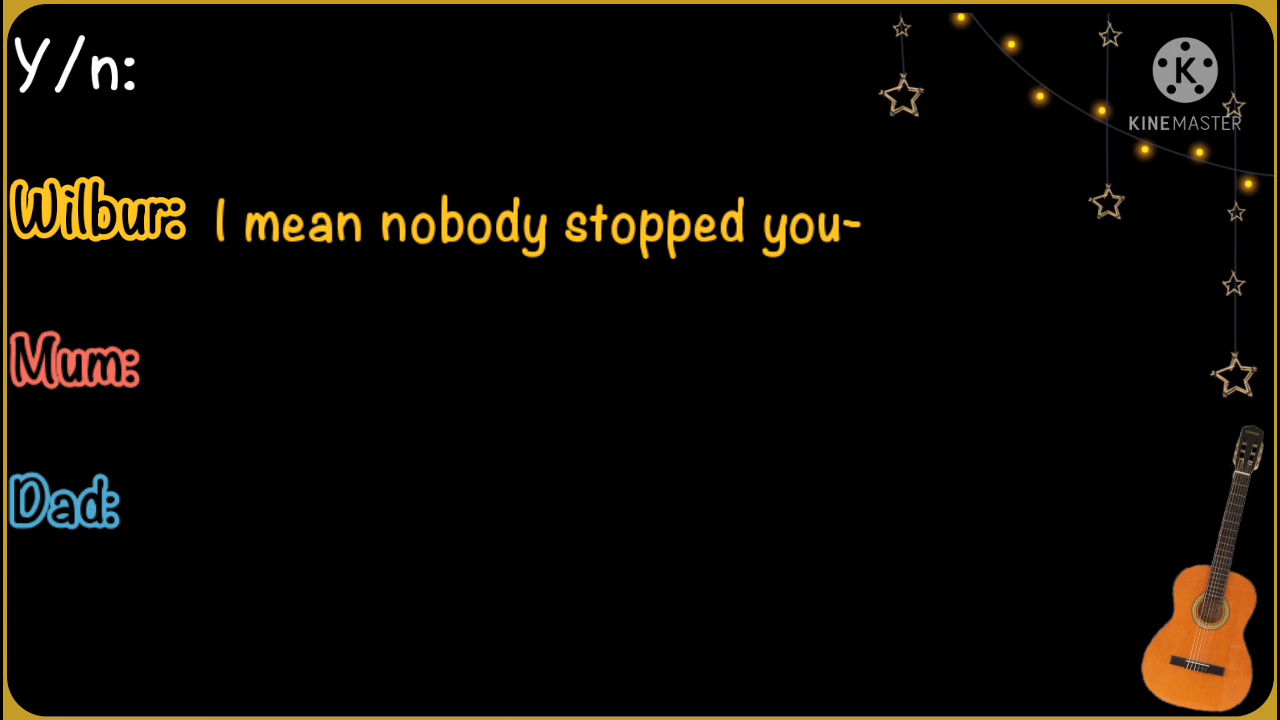 Y/n:
KINEMASTER
Wilbur: I mean nobody stopped you-
Mum:
Dad: